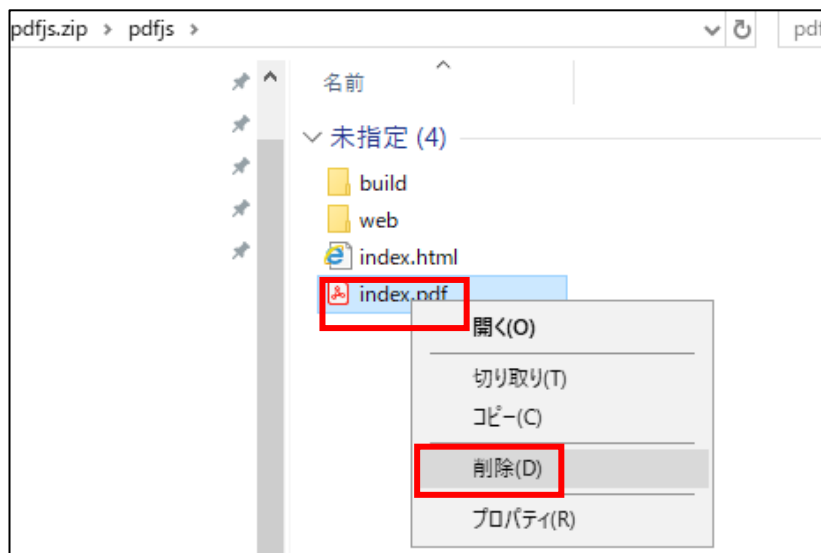 pdfjs.zip > pdfjs >
pdf
名前
未指定 (4)
build
web
index.html
index.pdf
開く(O)
切り取り(T)
コピー(C)
削除(D)
プロパティ(R)